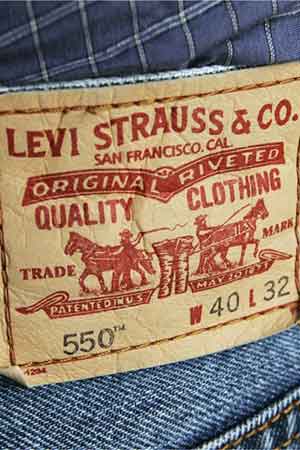 LEVI STRAUSS & CO.
SAN FRANCISCO. CAL.
ORIGINAL RIVETED
QUALITY CLOTHING
TRADE MARK
PATENTED IN U.S. MAY 20 1873
550™ W 40 L 32